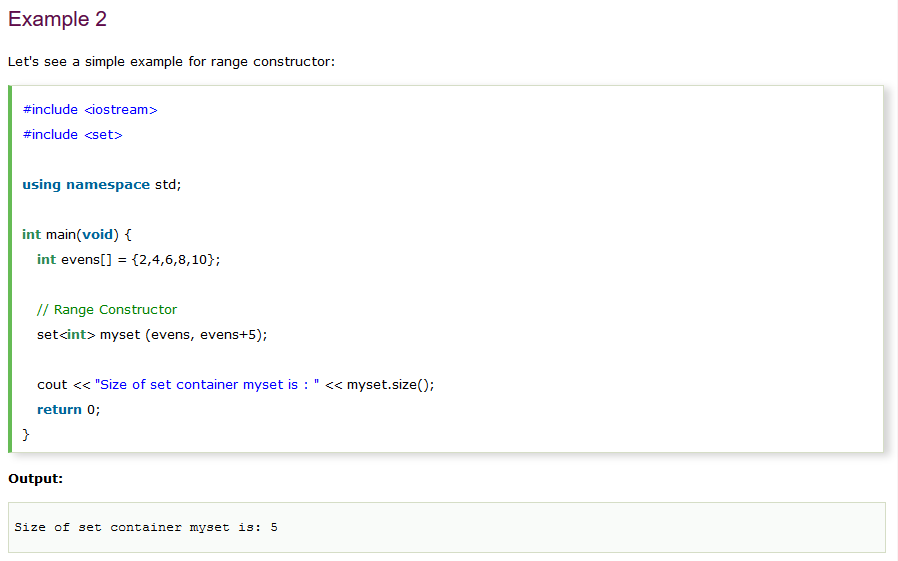 Example 2
Let's see a simple example for range constructor:
#include <iostream>
#include <set>
using namespace std;
int main(void) {
int evens[] = {2,4,6,8,10};
// Range Constructor
set<int> myset (evens, evens+5);
cout << "Size of set container myset is : " << myset.size();
return 0;
}
Output:
Size of set container myset is: 5